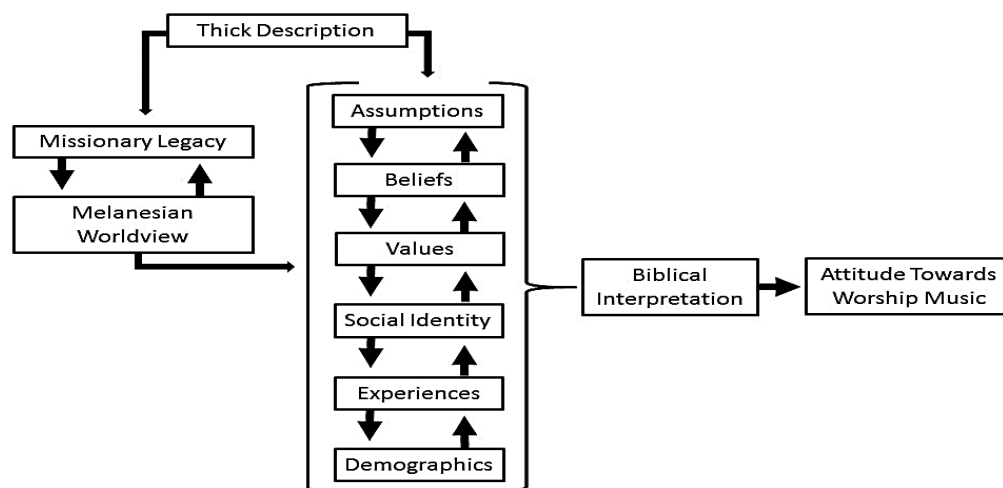 Thick Description
Missionary Legacy
Melanesian
Worldview
Assumptions
Beliefs
Values
Social Identity
Experiences
Demographics
Biblical
Interpretation
Attitude Towards
Worship Music